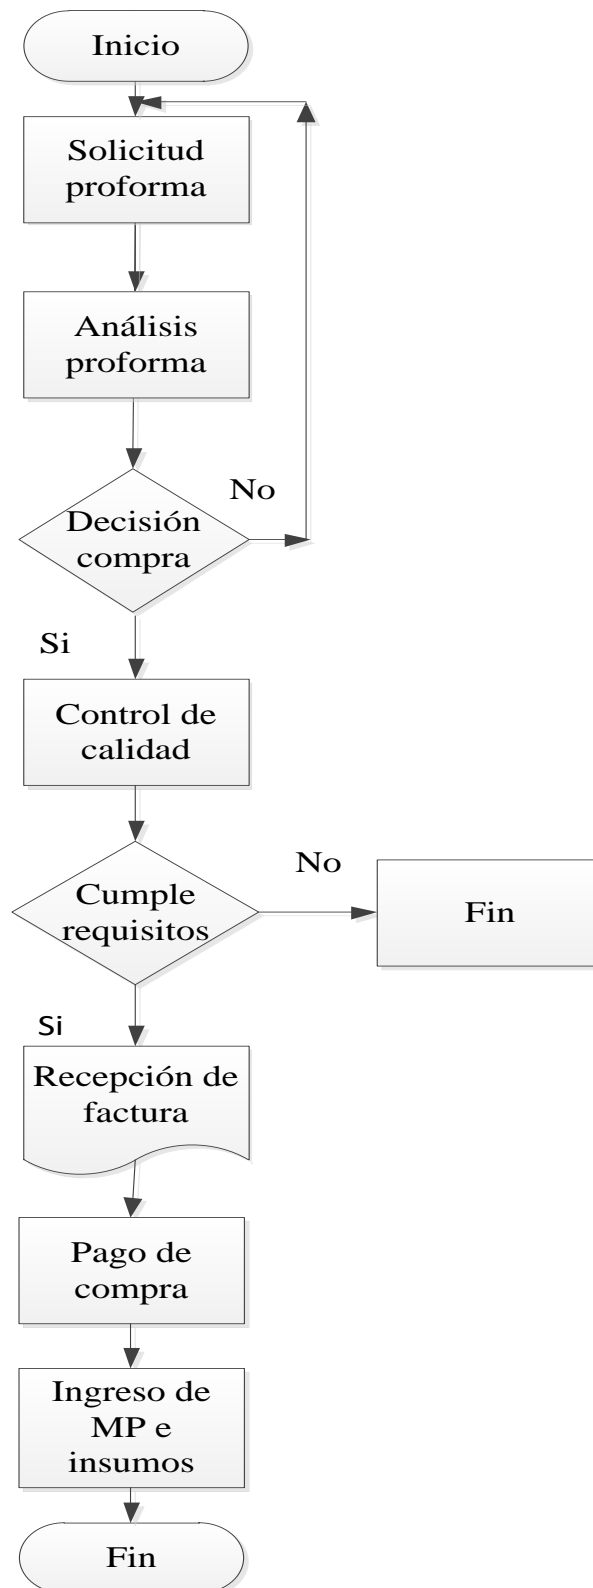 Inicio
Solicitud
proforma
Análisis
proforma
No
Decisión
compra
Si
Control de
calidad
No
Cumple
requisitos
Fin
Si
Recepción de
factura
Pago de
compra
Ingreso de
MP e
insumos
Fin